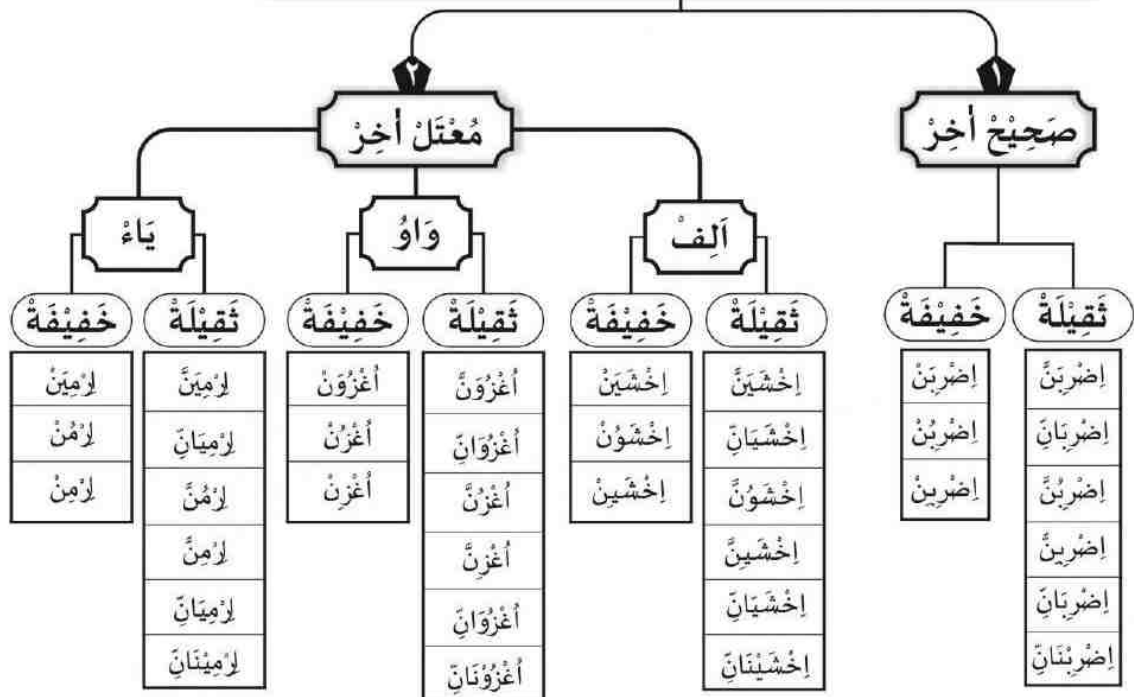 ١
صَحِيْحْ أٰخِرْ
٢
مُعْتَلْ أٰخِرْ
اَلِفْ
وَاوُ
يَاءْ
ثَقِيْلَةْ
اِضْرِبَنَّ
اِضْرِبَانِّ
اِضْرِبُنَّ
اِضْرِبِنَّ
اِضْرِبَانِّ
اِضْرِبْنَانِّ
خَفِيْفَةْ
اِضْرِبَنْ
اِضْرِبُنْ
اِضْرِبِنْ
ثَقِيْلَةْ
اِخْشَيَنَّ
اِخْشَيَانِّ
اِخْشَوُنَّ
اِخْشَيِنَّ
اِخْشَيَانِّ
اِخْشَيْنَانِّ
خَفِيْفَةْ
اِخْشَيَنْ
اِخْشَوُنْ
اِخْشَيِنْ
ثَقِيْلَةْ
اُغْزُوَنَّ
اُغْزُوَانِّ
اُغْزُنَّ
اُغْزِنَّ
اُغْزُوَانِّ
اُغْزُوْنَانِّ
خَفِيْفَةْ
اُغْزُوَنْ
اُغْزُنْ
اُغْزِنْ
ثَقِيْلَةْ
اِرْمِيَنَّ
اِرْمِيَانِّ
اِرْمُنَّ
اِرْمِنَّ
اِرْمِيَانِّ
اِرْمِيْنَانِّ
خَفِيْفَةْ
اِرْمِيَنْ
اِرْمُنْ
اِرْمِنْ